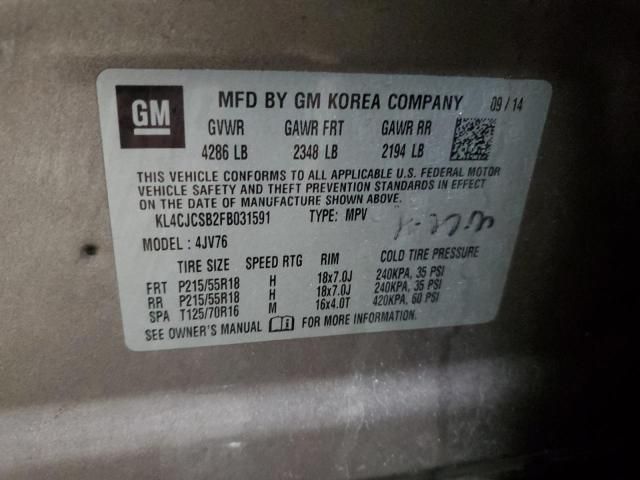 GM
MFD BY GM KOREA COMPANY 09/14
GVWR GAWR FRT GAWR RR
4286 LB 2348 LB 2194 LB
THIS VEHICLE CONFORMS TO ALL APPLICABLE U.S. FEDERAL MOTOR
VEHICLE SAFETY AND THEFT PREVENTION STANDARDS IN EFFECT
ON THE DATE OF MANUFACTURE SHOWN ABOVE.
KL4CJCSB2FB031591 TYPE: MPV
MODEL: 4JV76
TIRE SIZE SPEED RTG RIM COLD TIRE PRESSURE
FRT P215/55R18 H 18x7.0J 240KPA, 35 PSI
RR P215/55R18 H 18x7.0J 240KPA, 35 PSI
SPA T125/70R16 M 16x4.0T 420KPA, 60 PSI
SEE OWNER'S MANUAL FOR MORE INFORMATION.